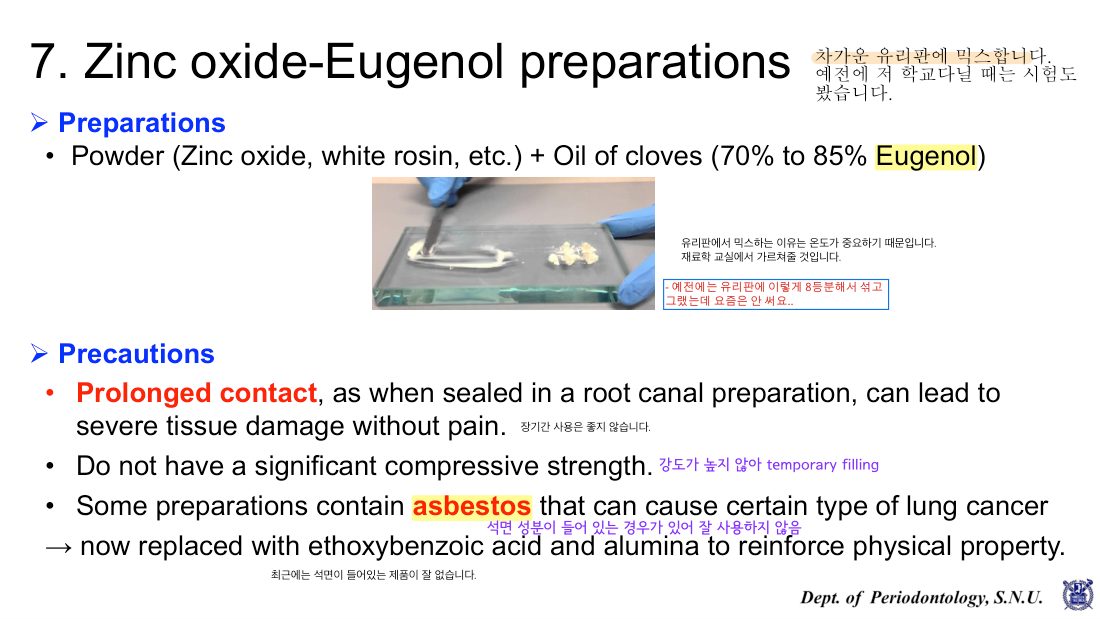 7. Zinc oxide-Eugenol preparations
차가운 유리판에 믹스합니다.
예전에 저 학교다닐 때는 시험도
봤습니다.
➢ Preparations
• Powder (Zinc oxide, white rosin, etc.) + Oil of cloves (70% to 85% Eugenol)
유리판에서 믹스하는 이유는 온도가 중요하기 때문입니다.
재료학 교실에서 가르쳐줄 것입니다.
- 예전에는 유리판에 이렇게 8등분해서 섞고
그랬는데 요즘은 안 써요..
➢ Precautions
• Prolonged contact, as when sealed in a root canal preparation, can lead to
severe tissue damage without pain. 장기간 사용은 좋지 않습니다.
• Do not have a significant compressive strength. 강도가 높지 않아 temporary filling
• Some preparations contain asbestos that can cause certain type of lung cancer
석면 성분이 들어 있는 경우가 있어 잘 사용하지 않음
→ now replaced with ethoxybenzoic acid and alumina to reinforce physical property.
최근에는 석면이 들어있는 제품이 잘 없습니다.
Dept. of Periodontology, S.N.U.